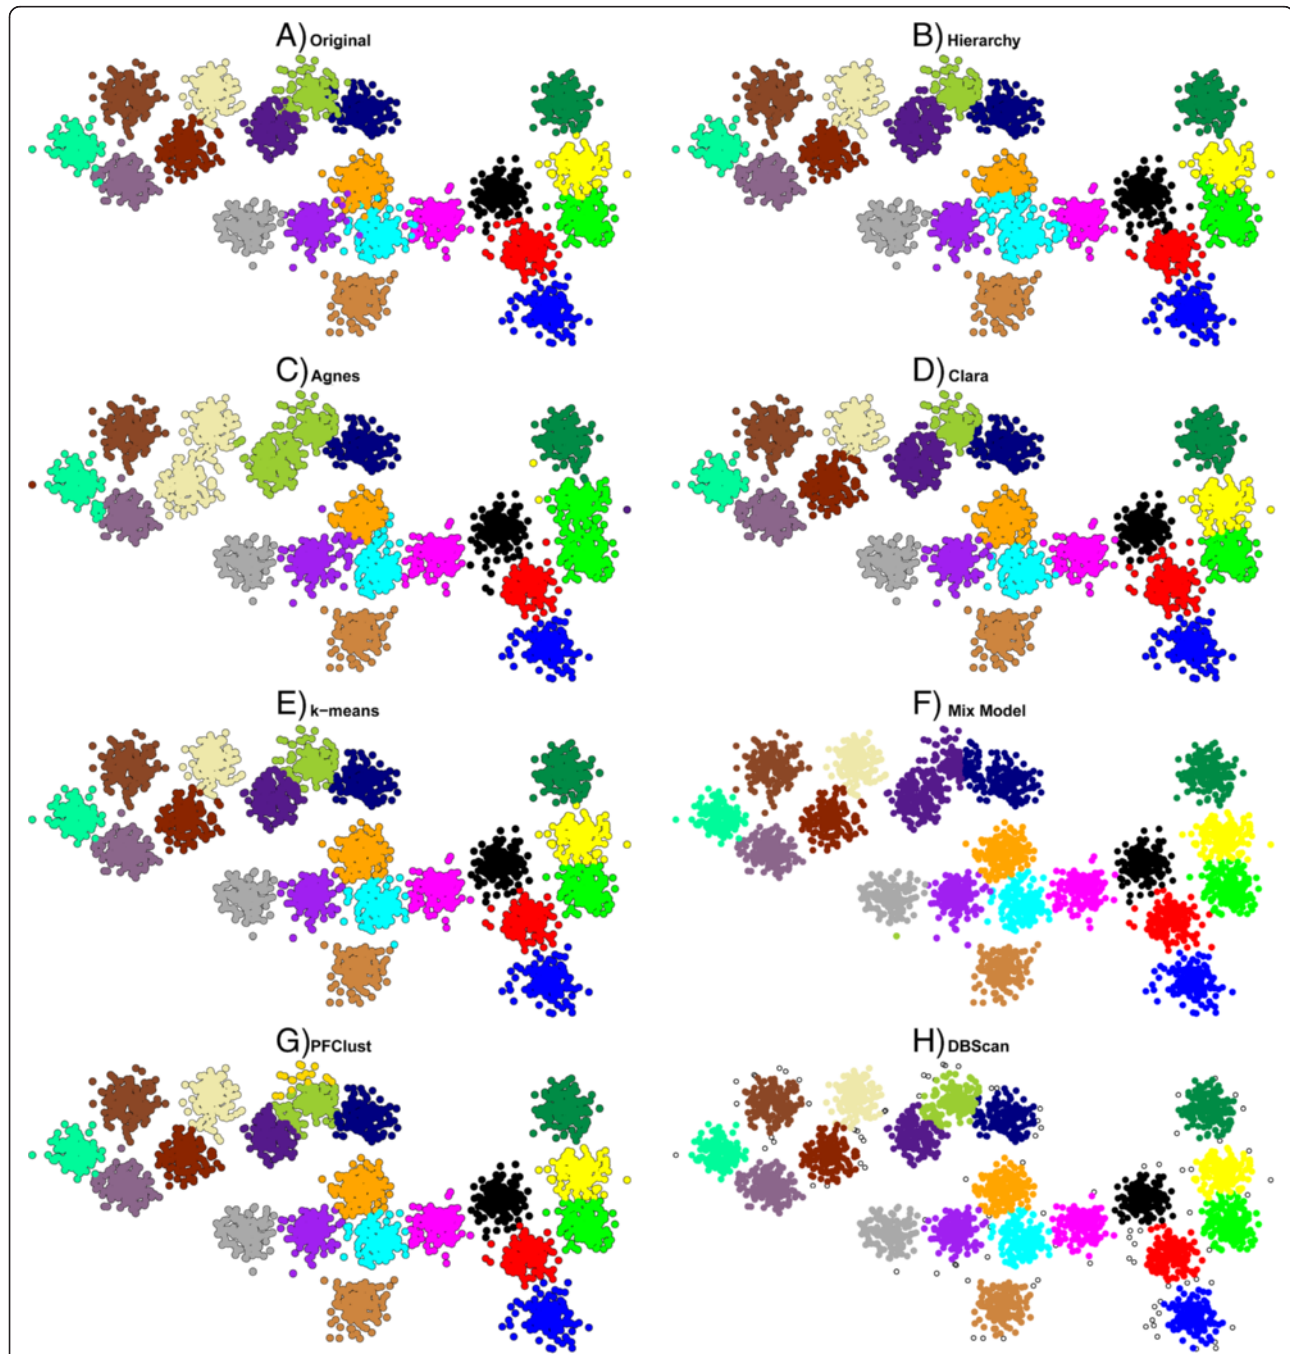 A) Original
B) Hierarchy
C) Agnes
D) Clara
E) k-means
F) Mix Model
G) PFClust
H) DBScan